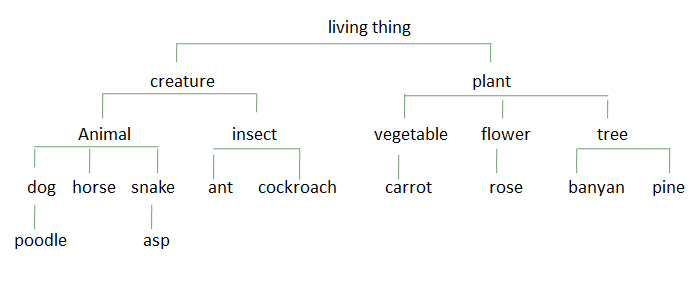 living thing
creature plant
Animal insect vegetable flower tree
dog horse snake ant cockroach carrot rose banyan pine
poodle asp